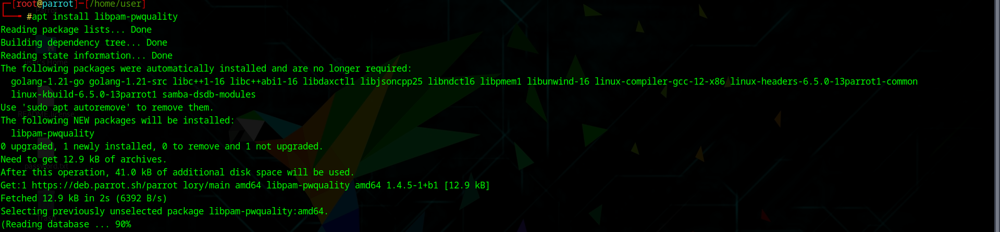 [root@parrot]─[/home/user]
#apt install libpam-pwquality
Reading package lists... Done
Building dependency tree... Done
Reading state information... Done
The following packages were automatically installed and are no longer required:
golang-1.21-go golang-1.21-src libc++1-16 libc++abi1-16 libdaxctl1 libjsoncpp25 libndctl6 libpmem1 libunwind-16 linux-compiler-gcc-12-x86 linux-headers-6.5.0-13parrot1-common
linux-kbuild-6.5.0-13parrot1 samba-dsdb-modules
Use 'sudo apt autoremove' to remove them.
The following NEW packages will be installed:
libpam-pwquality
0 upgraded, 1 newly installed, 0 to remove and 1 not upgraded.
Need to get 12.9 kB of archives.
After this operation, 41.0 kB of additional disk space will be used.
Get:1 https://deb.parrot.sh/parrot lory/main amd64 libpam-pwquality amd64 1.4.5-1+b1 [12.9 kB]
Fetched 12.9 kB in 2s (6392 B/s)
Selecting previously unselected package libpam-pwquality:amd64.
(Reading database ... 90%